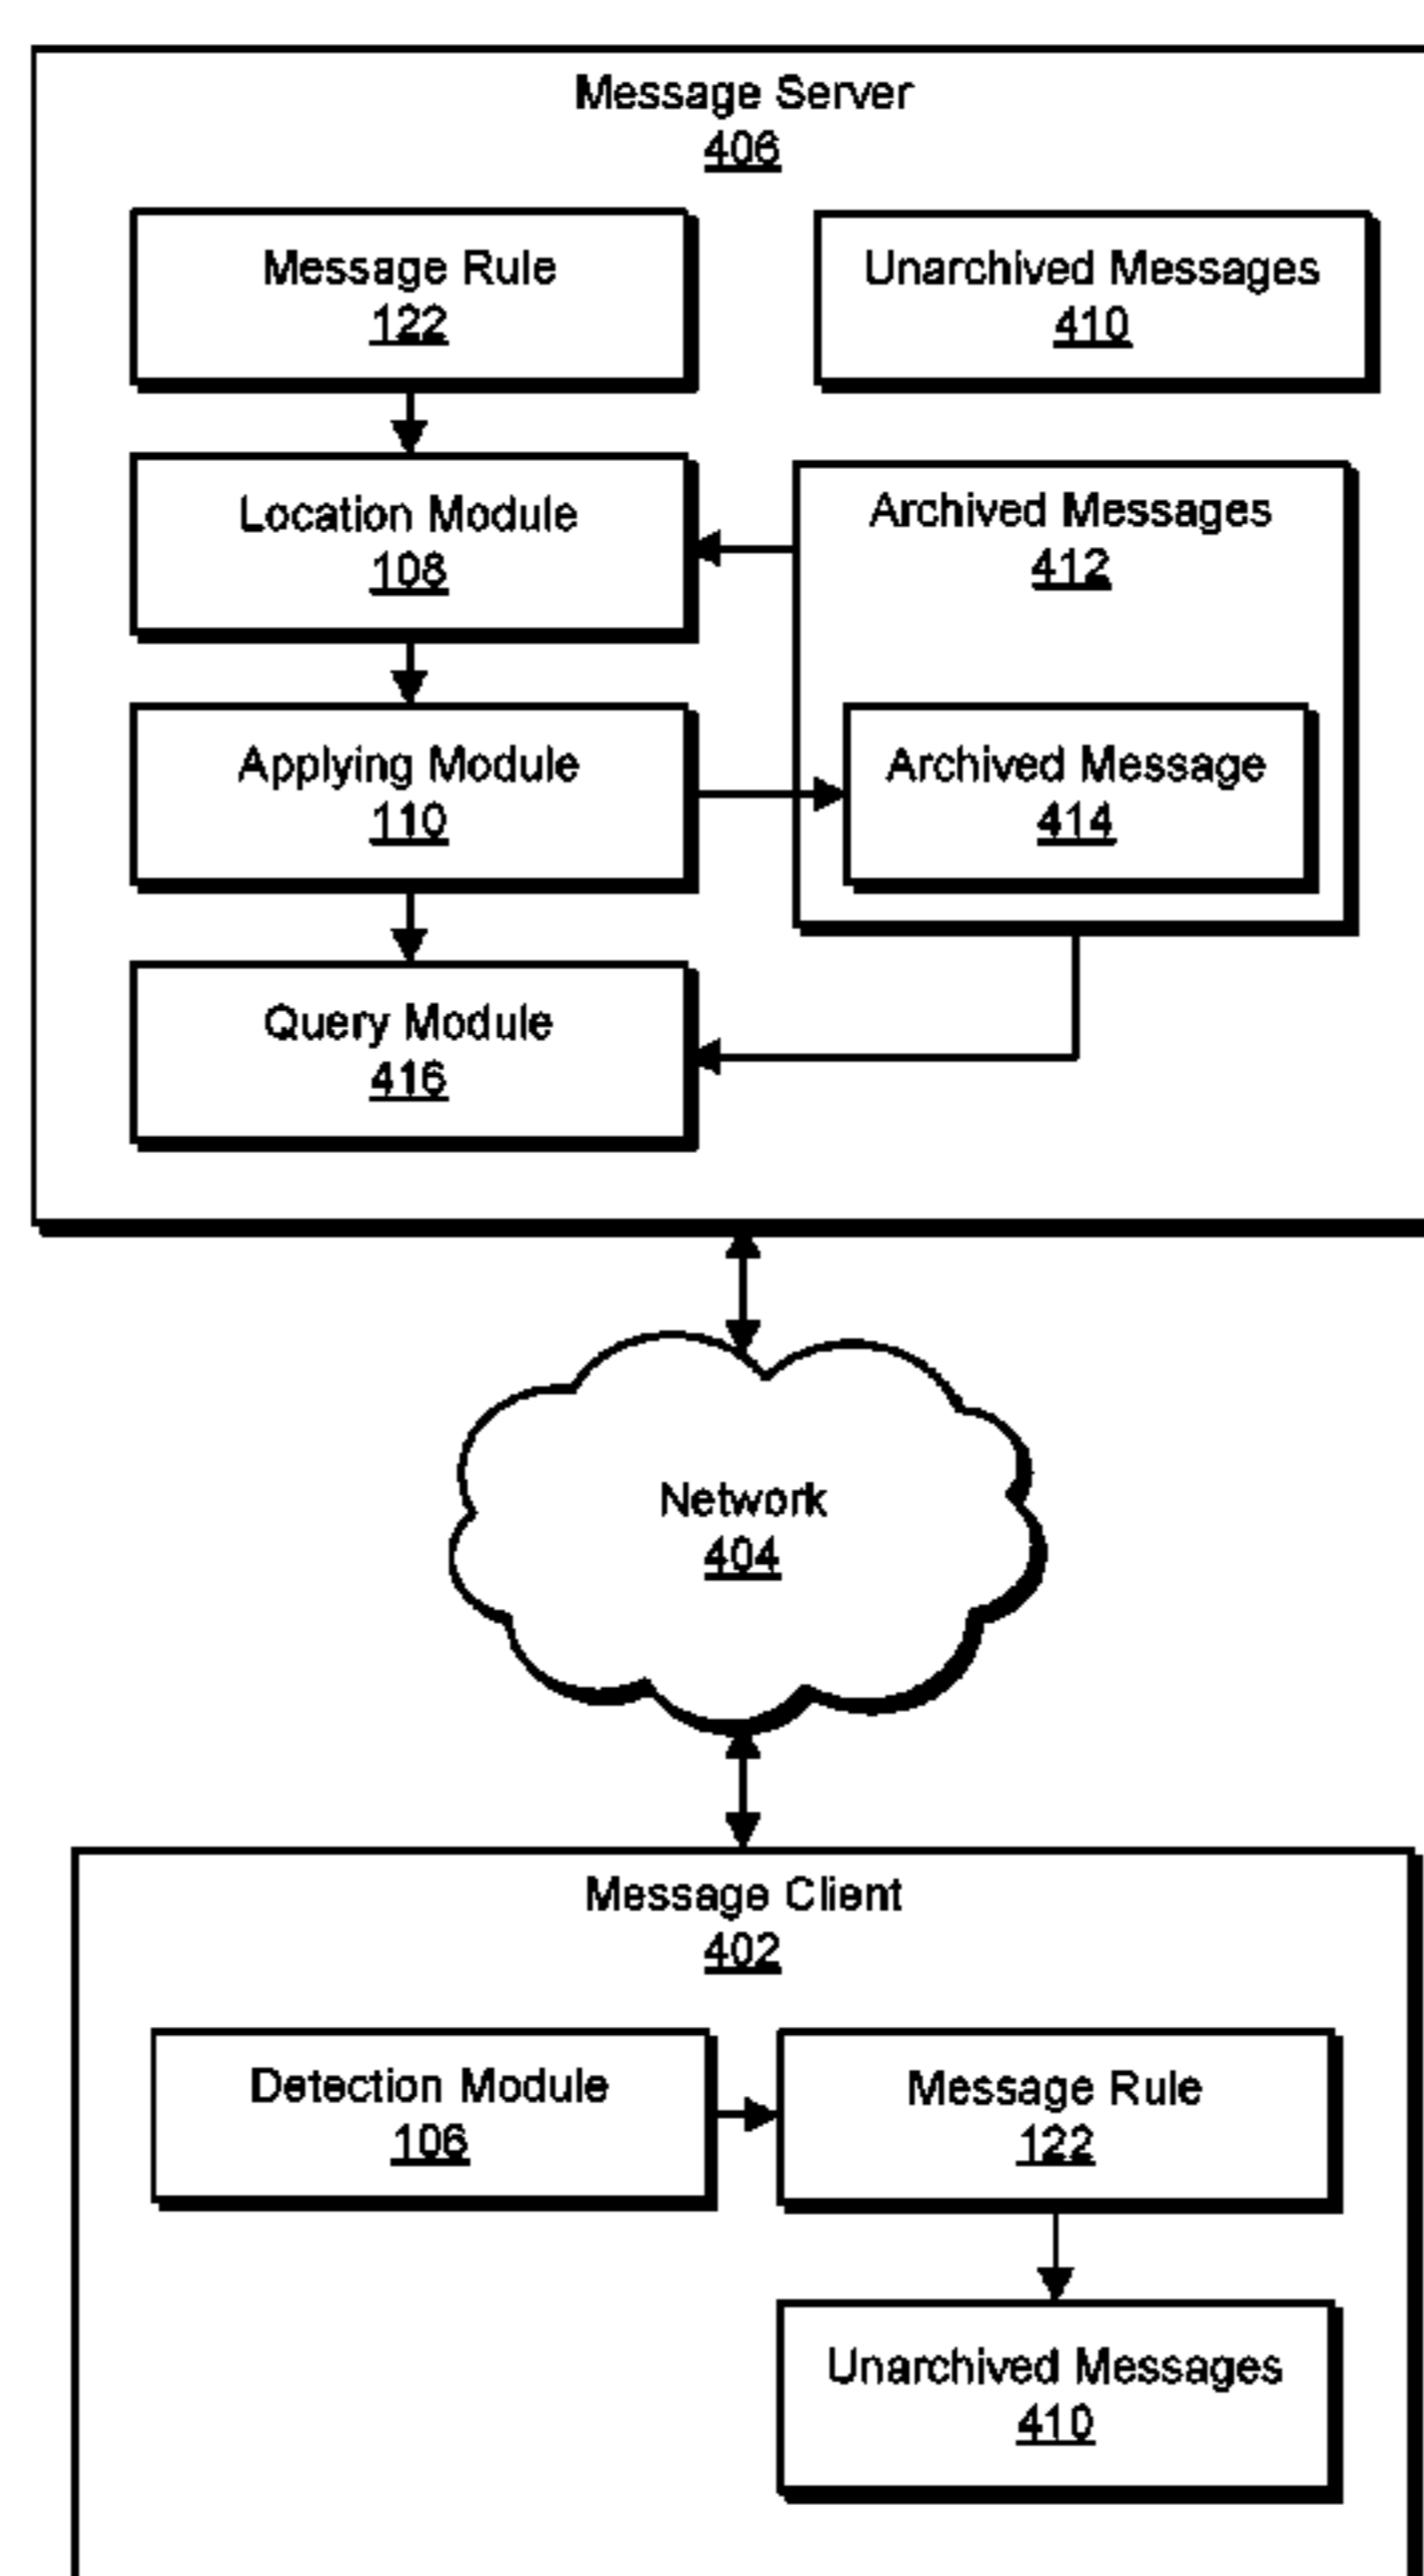 Message Server
406
Message Rule
122
Unarchived Messages
410
Location Module
108
Archived Messages
412
Applying Module
110
Archived Message
414
Query Module
416
Network
404
Message Client
402
Detection Module
106
Message Rule
122
Unarchived Messages
410